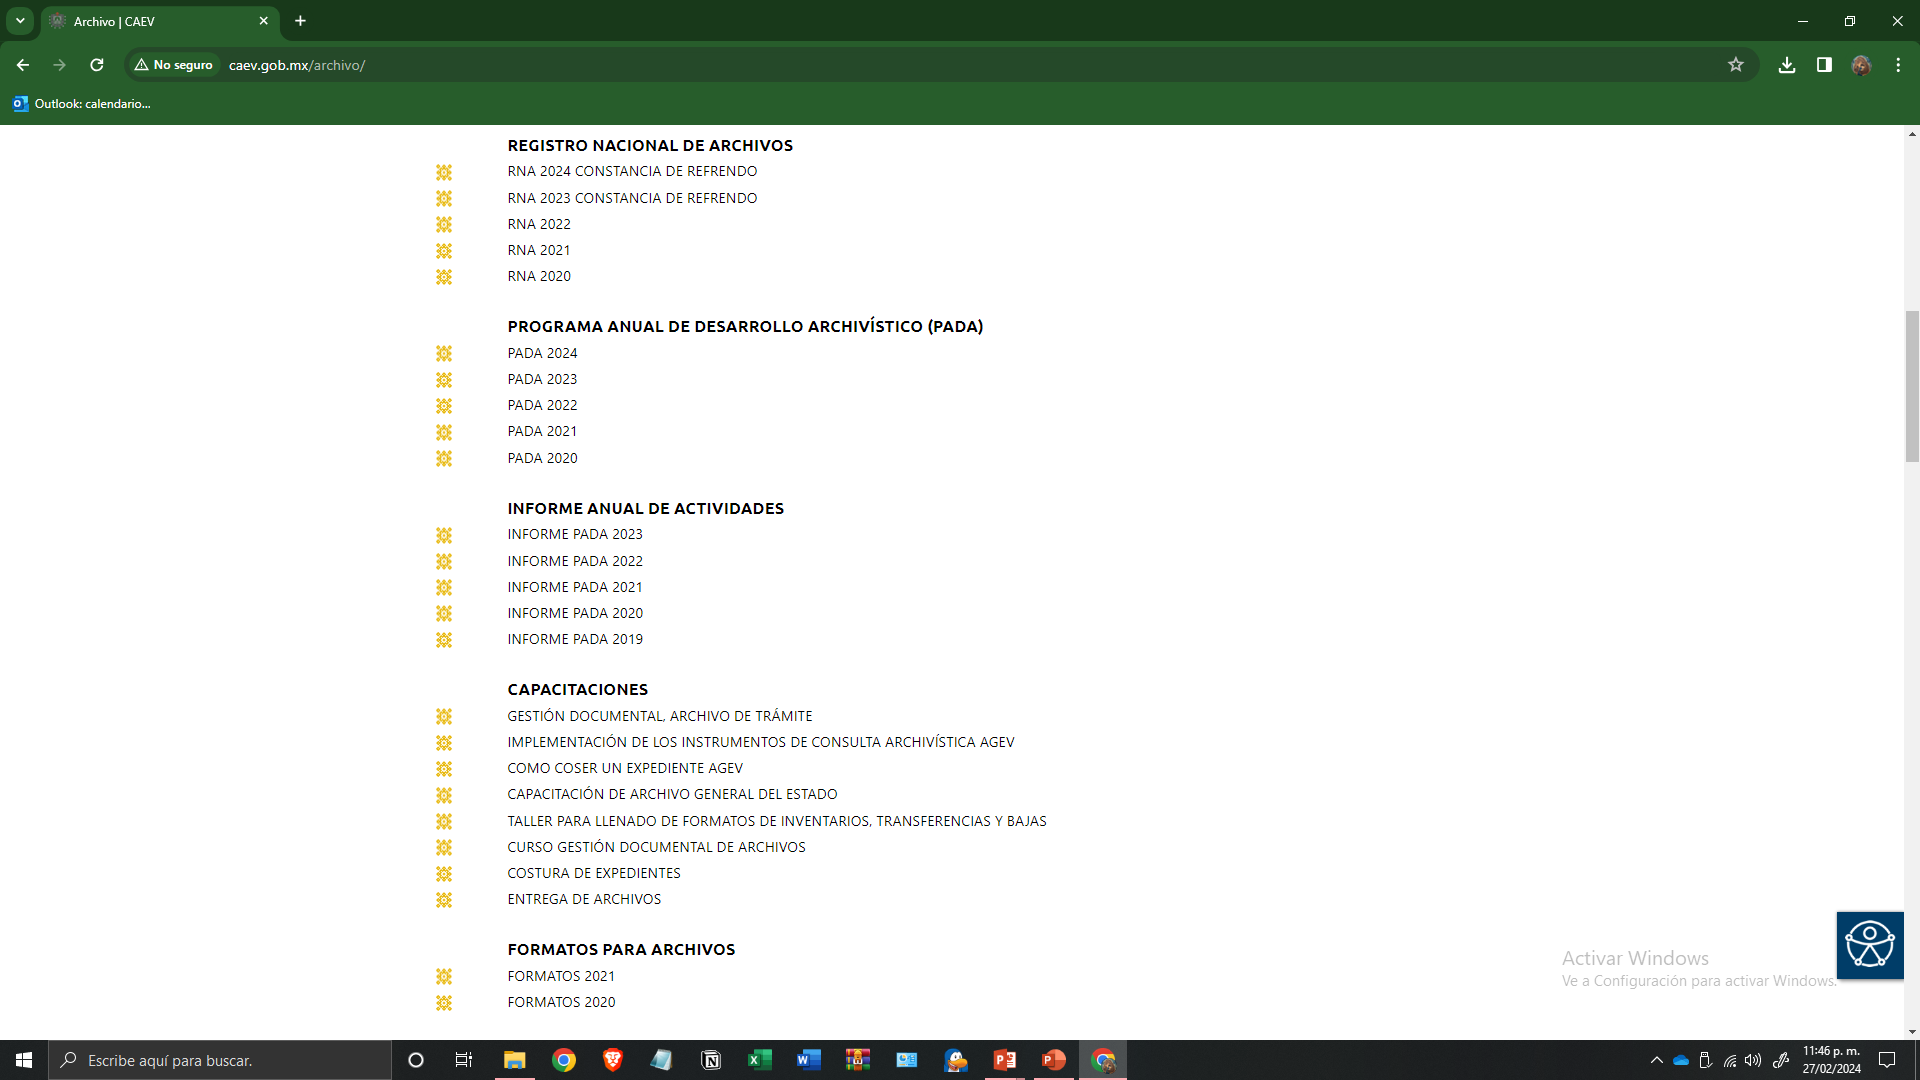 Archivo | CAEV
No seguro
caev.gob.mx/archivo/
Outlook: calendario...
REGISTRO NACIONAL DE ARCHIVOS
RNA 2024 CONSTANCIA DE REFRENDO
RNA 2023 CONSTANCIA DE REFRENDO
RNA 2022
RNA 2021
RNA 2020
PROGRAMA ANUAL DE DESARROLLO ARCHIVÍSTICO (PADA)
PADA 2024
PADA 2023
PADA 2022
PADA 2021
PADA 2020
INFORME ANUAL DE ACTIVIDADES
INFORME PADA 2023
INFORME PADA 2022
INFORME PADA 2021
INFORME PADA 2020
INFORME PADA 2019
CAPACITACIONES
GESTIÓN DOCUMENTAL, ARCHIVO DE TRÁMITE
IMPLEMENTACIÓN DE LOS INSTRUMENTOS DE CONSULTA ARCHIVÍSTICA AGEV
COMO COSER UN EXPEDIENTE AGEV
CAPACITACIÓN DE ARCHIVO GENERAL DEL ESTADO
TALLER PARA LLENADO DE FORMATOS DE INVENTARIOS, TRANSFERENCIAS Y BAJAS
CURSO GESTIÓN DOCUMENTAL DE ARCHIVOS
COSTURA DE EXPEDIENTES
ENTREGA DE ARCHIVOS
FORMATOS PARA ARCHIVOS
FORMATOS 2021
FORMATOS 2020
Activar Windows
Ve a Configuración para activar Windows.
Escribe aquí para buscar.
11:46 p. m.
27/02/2024